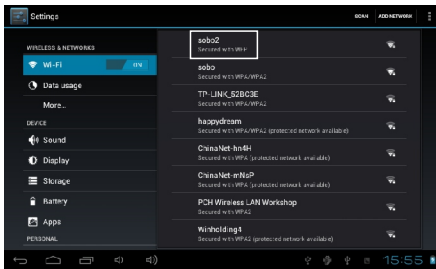 Settings
SCAN ADD NETWORK
WIRELESS & NETWORKS
Wi-Fi ON
Data usage
More...
DEVICE
Sound
Display
Storage
Battery
Apps
PERSONAL
sobo2
Secured with WEP
sobo
Secured with WPA/WPA2
TP-LINK_52BC3E
Secured with WPA/WPA2
happydream
Secured with WPA/WPA2 (protected network available)
ChinaNet-hn4H
Secured with WPA (protected network available)
ChinaNet-mNsP
Secured with WPA (protected network available)
PCH Wireless LAN Workshop
Secured with WPA2
Winholding4
Secured with WPA2 (protected network available)
15:55